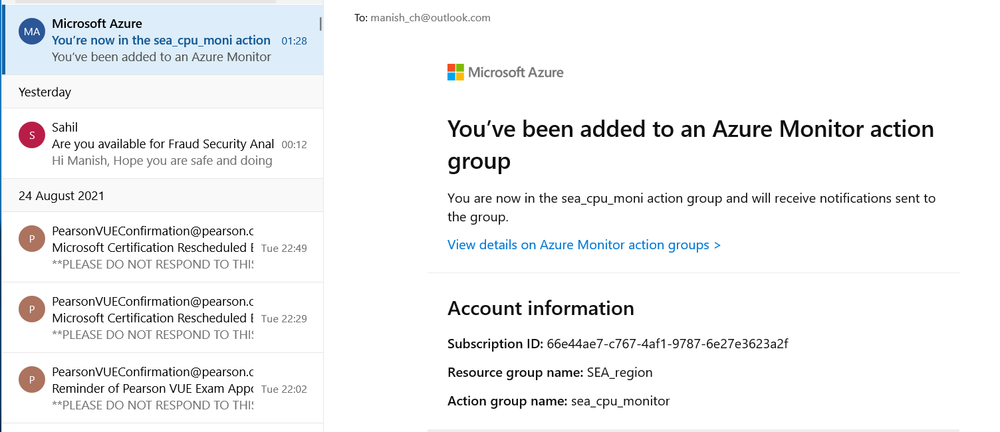 MA
Microsoft Azure
You're now in the sea_cpu_moni action 01:28
You've been added to an Azure Monitor
Yesterday
S
Sahil
Are you available for Fraud Security Anal 00:12
Hi Manish, Hope you are safe and doing
24 August 2021
P
PearsonVUEConfirmation@pearson.c
Microsoft Certification Rescheduled E Tue 22:49
**PLEASE DO NOT RESPOND TO THIS
P
PearsonVUEConfirmation@pearson.c
Microsoft Certification Rescheduled E Tue 22:29
**PLEASE DO NOT RESPOND TO THIS
P
PearsonVUEConfirmation@pearson.c
Reminder of Pearson VUE Exam Appo Tue 22:02
**PLEASE DO NOT RESPOND TO THIS
To: manish_ch@outlook.com
Microsoft Azure
You've been added to an Azure Monitor action
group
You are now in the sea_cpu_moni action group and will receive notifications sent to
the group.
View details on Azure Monitor action groups >
Account information
Subscription ID: 66e44ae7-c767-4af1-9787-6e27e3623a2f
Resource group name: SEA_region
Action group name: sea_cpu_monitor